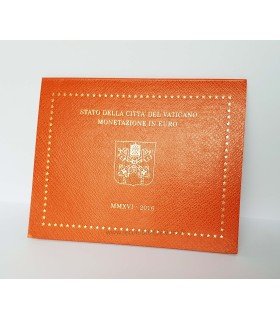 STATO DELLA CITTÀ DEL VATICANO
MONETAZIONE IN EURO
MMXVI - 2016